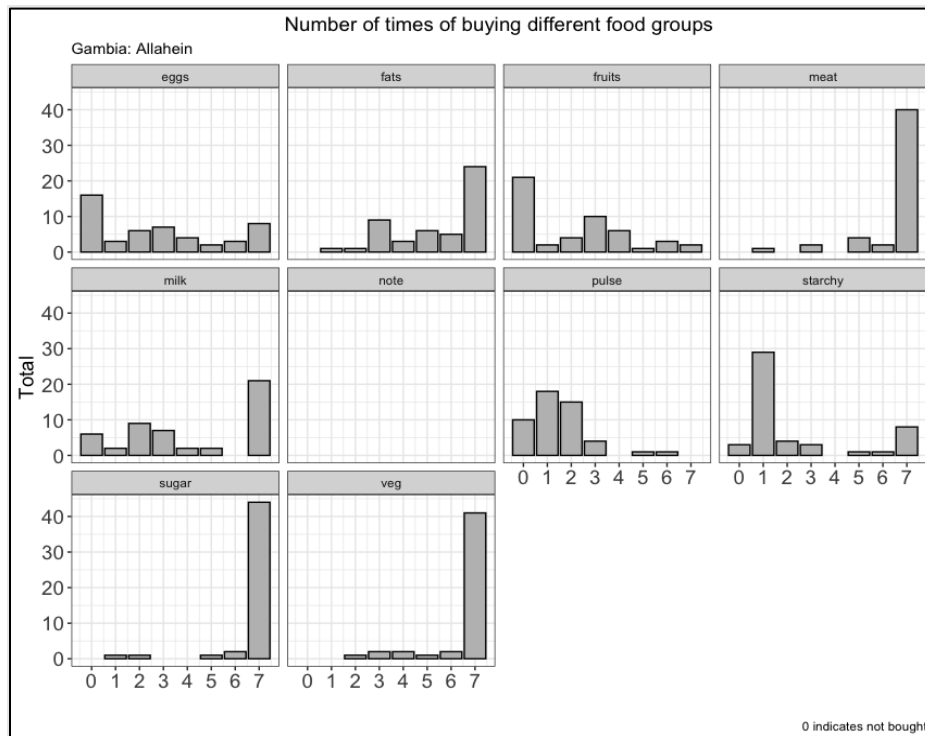 Number of times of buying different food groups
Gambia: Allahein
eggs fats fruits meat
40
30
20
10
0
milk note pulse starchy
40
30
20
10
0
Total
0 1 2 3 4 5 6 7 0 1 2 3 4 5 6 7
sugar veg
40
30
20
10
0
0 1 2 3 4 5 6 7 0 1 2 3 4 5 6 7
0 indicates not bought